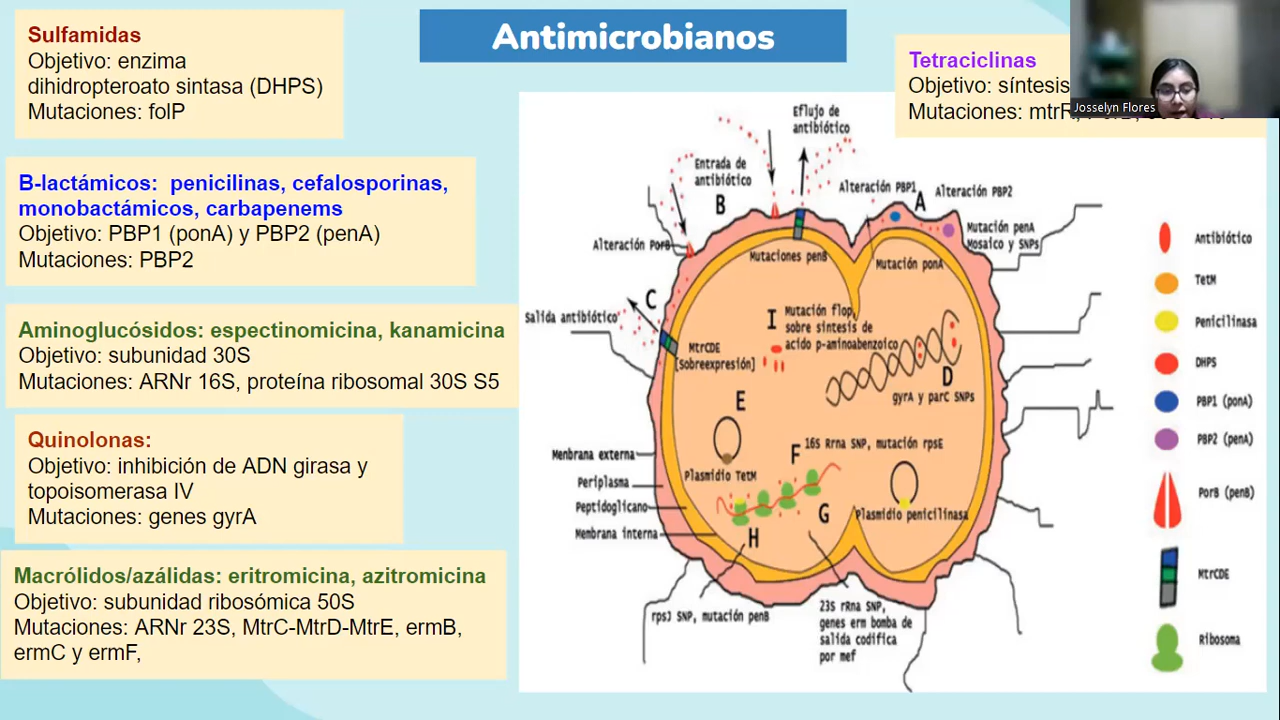 Antimicrobianos
Sulfamidas
Objetivo: enzima
dihidropteroato sintasa (DHPS)
Mutaciones: folP
B-lactámicos: penicilinas, cefalosporinas,
monobactámicos, carbapenems
Objetivo: PBP1 (ponA) y PBP2 (penA)
Mutaciones: PBP2
Aminoglucósidos: espectinomicina, kanamicina
Objetivo: subunidad 30S
Mutaciones: ARNr 16S, proteína ribosomal 30S S5
Quinolonas:
Objetivo: inhibición de ADN girasa y
topoisomerasa IV
Mutaciones: genes gyrA
Macrólidos/azálidas: eritromicina, azitromicina
Objetivo: subunidad ribosómica 50S
Mutaciones: ARNr 23S, MtrC-MtrD-MtrE, ermB,
ermC y ermF,
Tetraciclinas
Objetivo: síntesis
Mutaciones: mtrR,
Josselyn Flores
Eflujo de
antibiótico
Entrada de
antibiótico
B
Alteración PBP1
A
Alteración PBP2
Alteración PorB
Mutaciones penB
Mutación ponA
Mutación penA
Mosaico y SNPs
C
Salida antibiótico
MtrCDE
[Sobreexpresión]
I
Mutación flop
sobre sintesis de
acido p-aminoabenzoico
D
gyrA y parC SNPs
E
Plasmidio TetM
F
16S Rrna SNP, mutación rpsE
Plasmidio penicilinasa
G
H
Menbrana externa
Periplasma
Peptidoglicano
Menbrana interna
rpsJ SNP, mutación penB
23S rRna SNP,
genes erm bomba de
salida codifica
por mef
Antibiótico
TetM
Penicilinasa
DHPS
PBP1 (ponA)
PBP2 (penA)
PorB (penB)
MtrCDE
Ribosoma